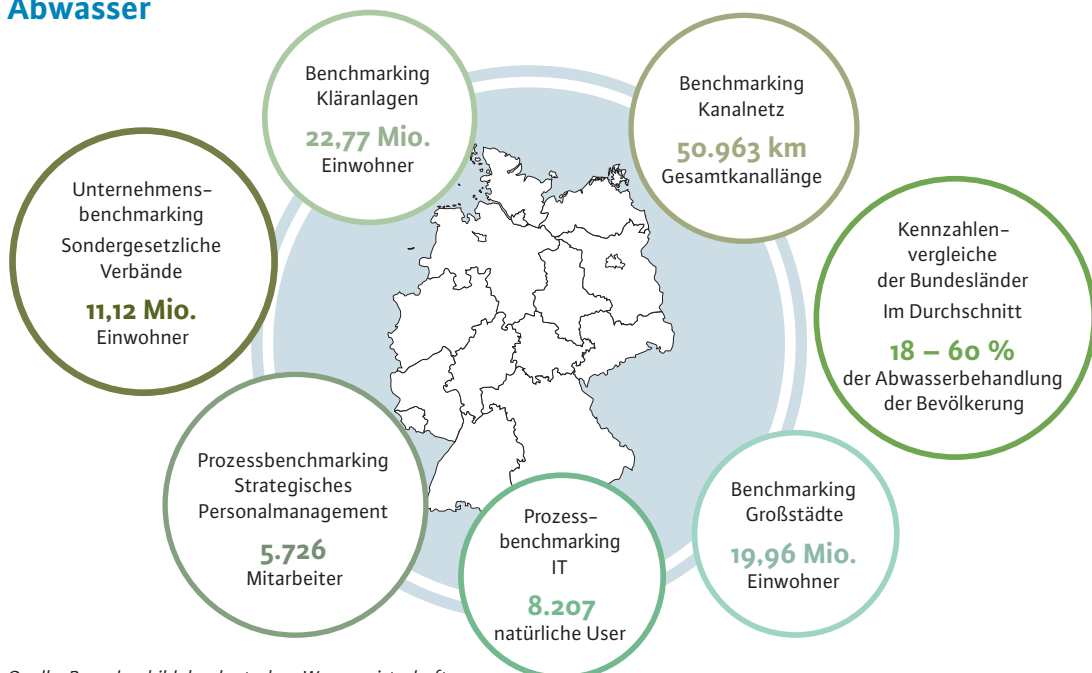 Abwasser
Benchmarking
Kläranlagen
22,77 Mio.
Einwohner
Benchmarking
Kanalnetz
50.963 km
Gesamtkanallänge
Unternehmens-
benchmarking
Sondergesetzliche
Verbände
11,12 Mio.
Einwohner
Kennzahlen-
vergleiche
der Bundesländer
Im Durchschnitt
18 – 60 %
der Abwasserbehandlung
der Bevölkerung
Prozessbenchmarking
Strategisches
Personalmanagement
5.726
Mitarbeiter
Prozess-
benchmarking
IT
8.207
natürliche User
Benchmarking
Großstädte
19,96 Mio.
Einwohner